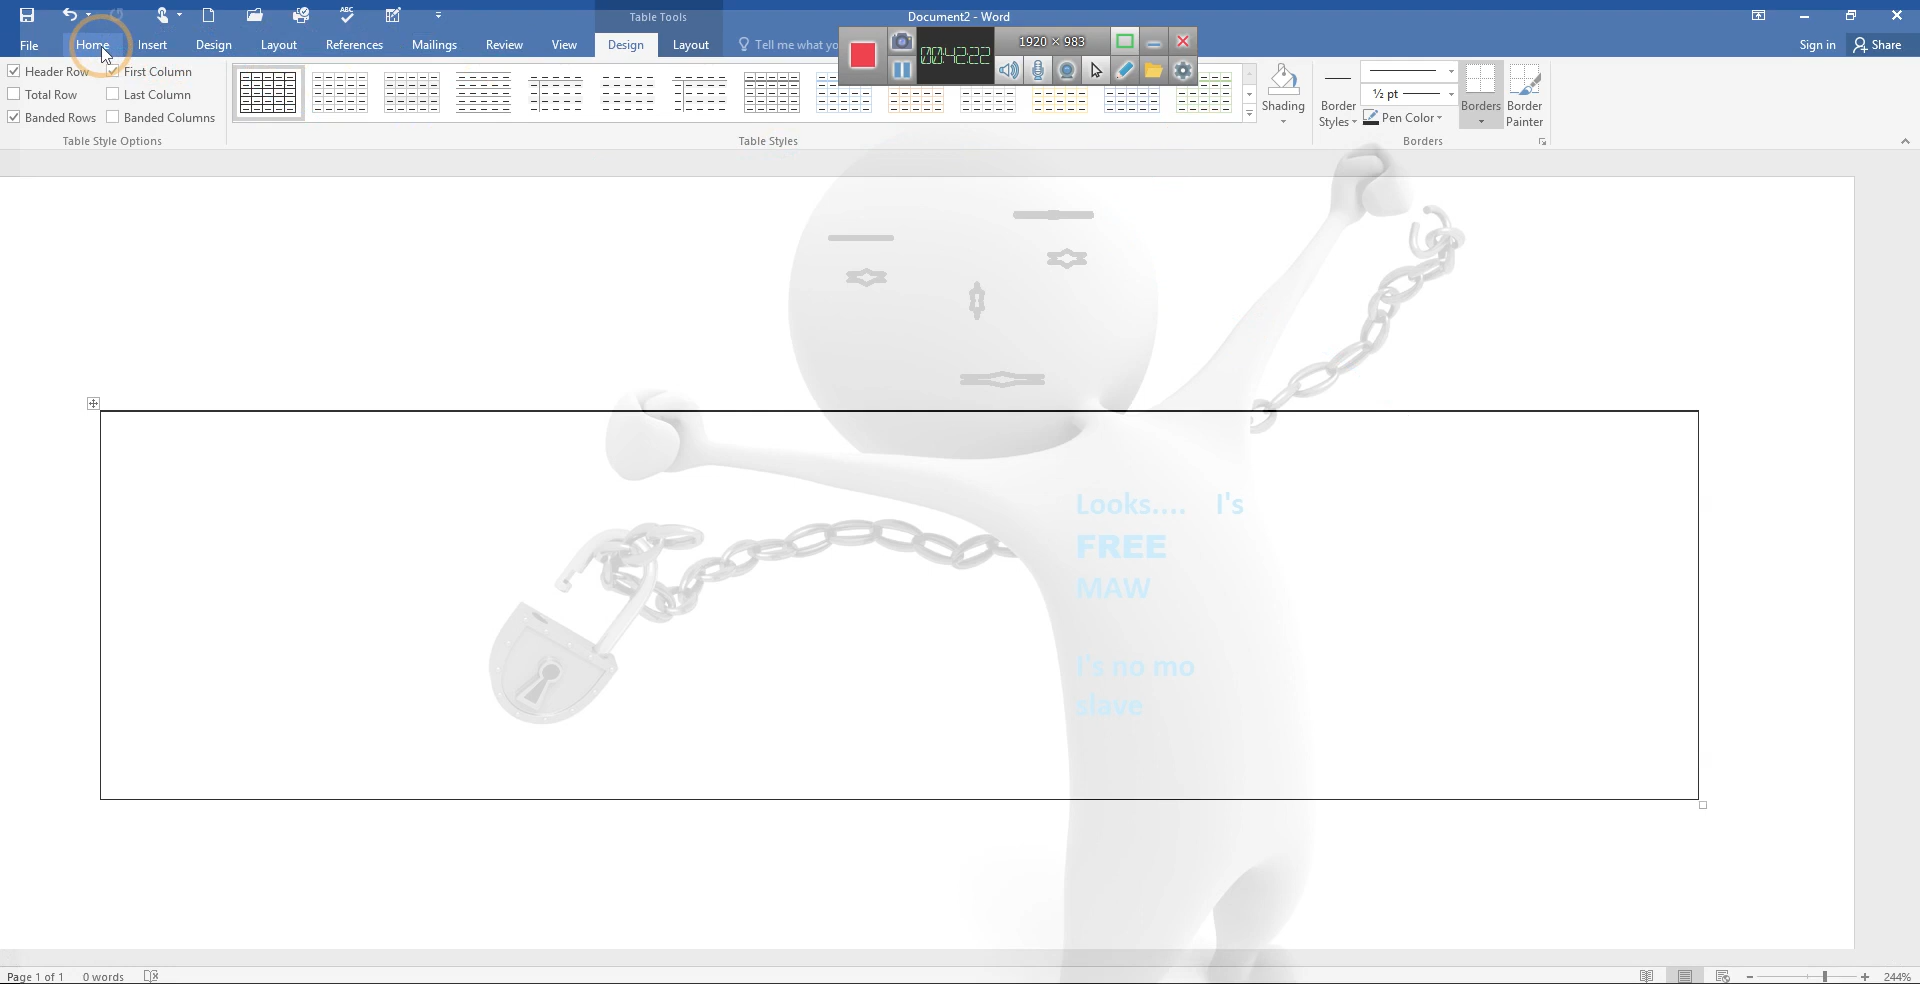 Table Tools
Document2 - Word
File Home Insert Design Layout References Mailings Review View Design Layout Tell me what yo
Sign in Share
00:42:22
1920 × 983
Header Row First Column
Total Row Last Column
Banded Rows Banded Columns
Table Style Options
Table Styles
Shading
Border
Styles
½ pt
Pen Color
Borders
Border
Painter
Borders
Looks.... I's
FREE
MAW
I's no mo
slave
Page 1 of 1 0 words
244%